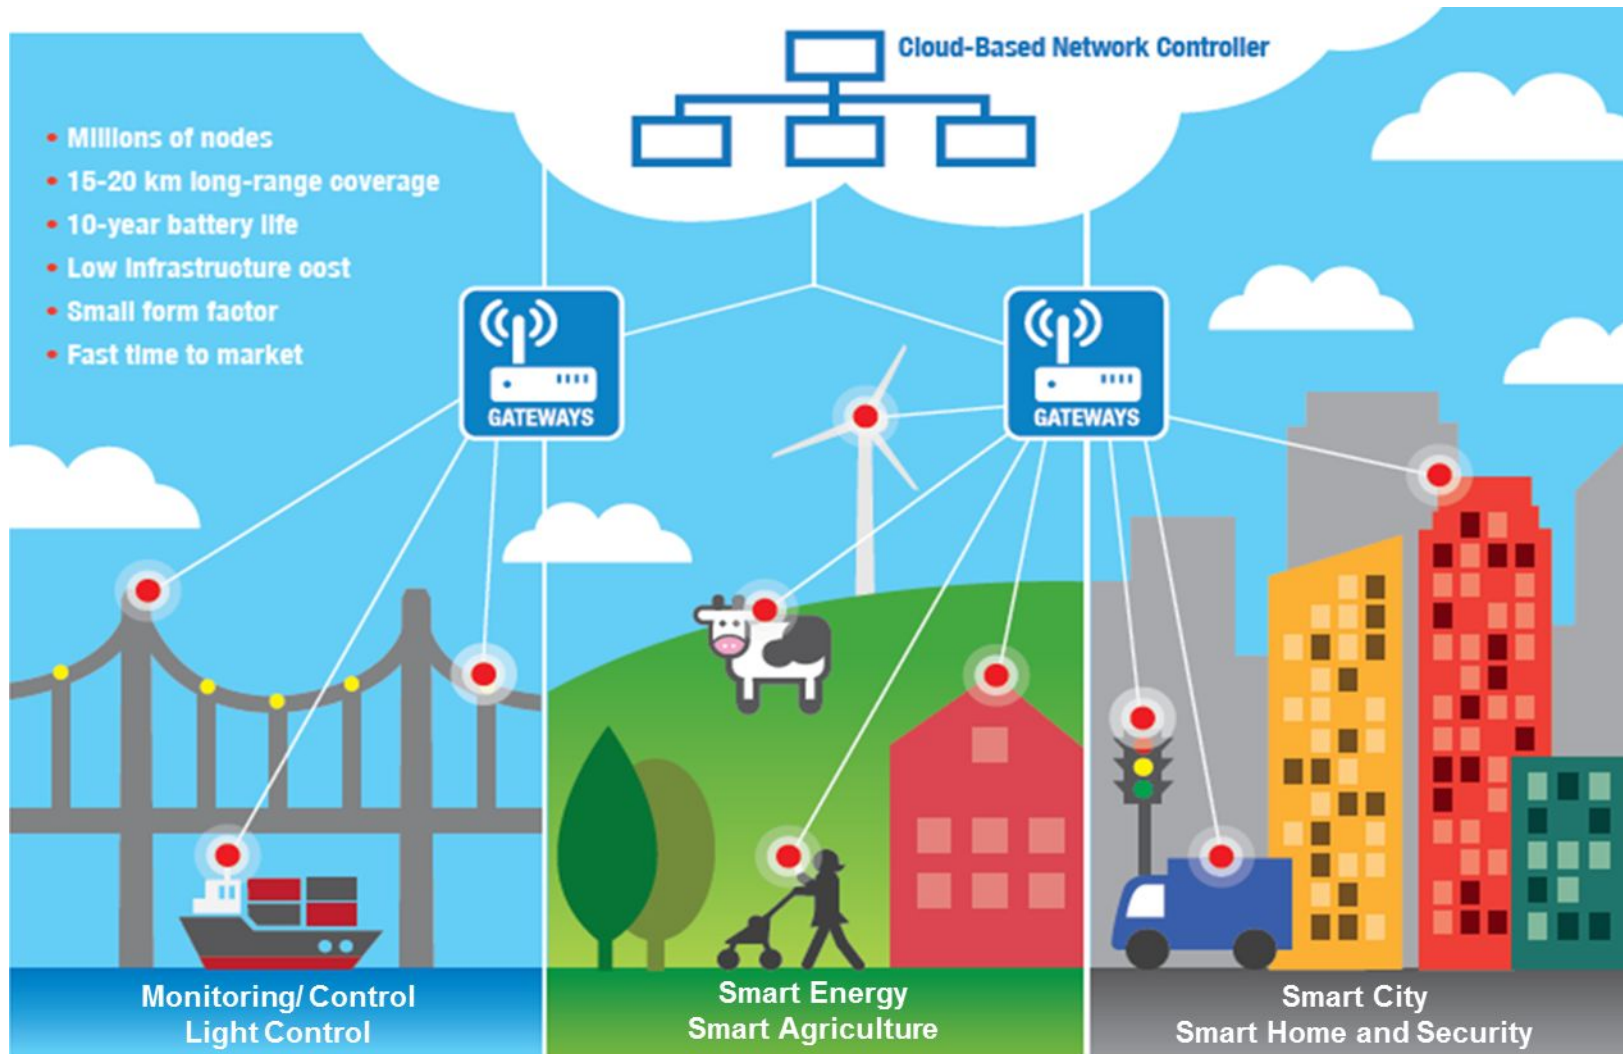 Cloud-Based Network Controller
• Millions of nodes
• 15-20 km long-range coverage
• 10-year battery life
• Low infrastructure cost
• Small form factor
• Fast time to market
GATEWAYS
GATEWAYS
Monitoring/ Control
Light Control
Smart Energy
Smart Agriculture
Smart City
Smart Home and Security